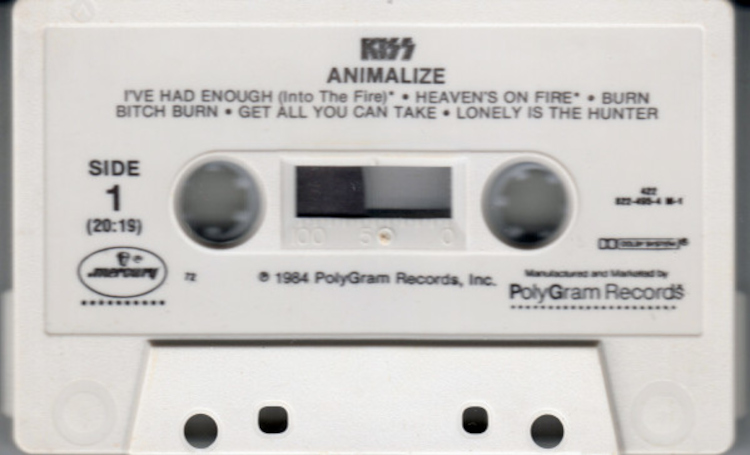 KISS
ANIMALIZE
I'VE HAD ENOUGH (Into The Fire)* • HEAVEN'S ON FIRE* • BURN
BITCH BURN • GET ALL YOU CAN TAKE • LONELY IS THE HUNTER
SIDE
1
(20:19)
422
822-495-4 M-1
DOLBY SYSTEM®
100 50 0
mercury
72
℗ 1984 PolyGram Records, Inc.
Manufactured and Marketed by
PolyGram Records